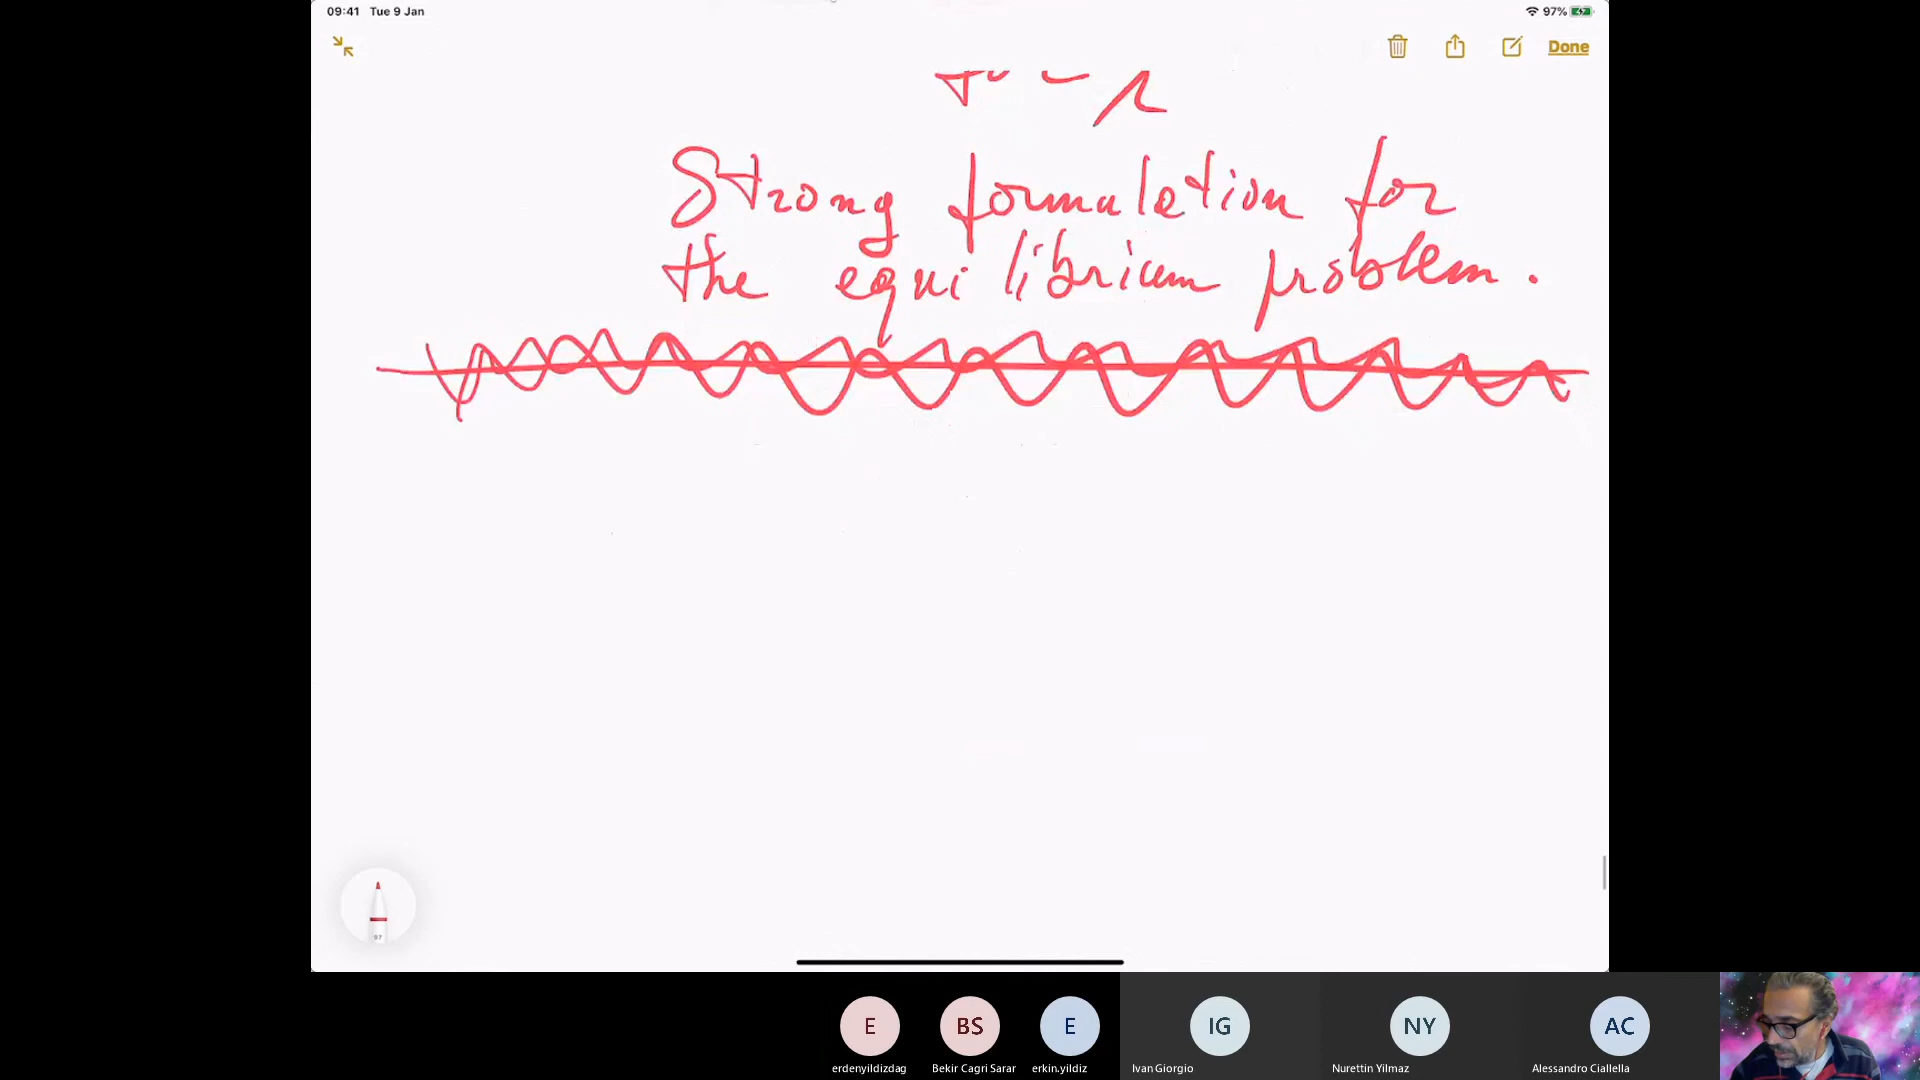 09:41 Tue 9 Jan 97%
Done
Strong formulation for
the equilibrium problem.
97
E BS E IG NY AC
erdenyildizdag Bekir Cagri Sarar erkin.yildiz Ivan Giorgio Nurettin Yilmaz Alessandro Ciallella